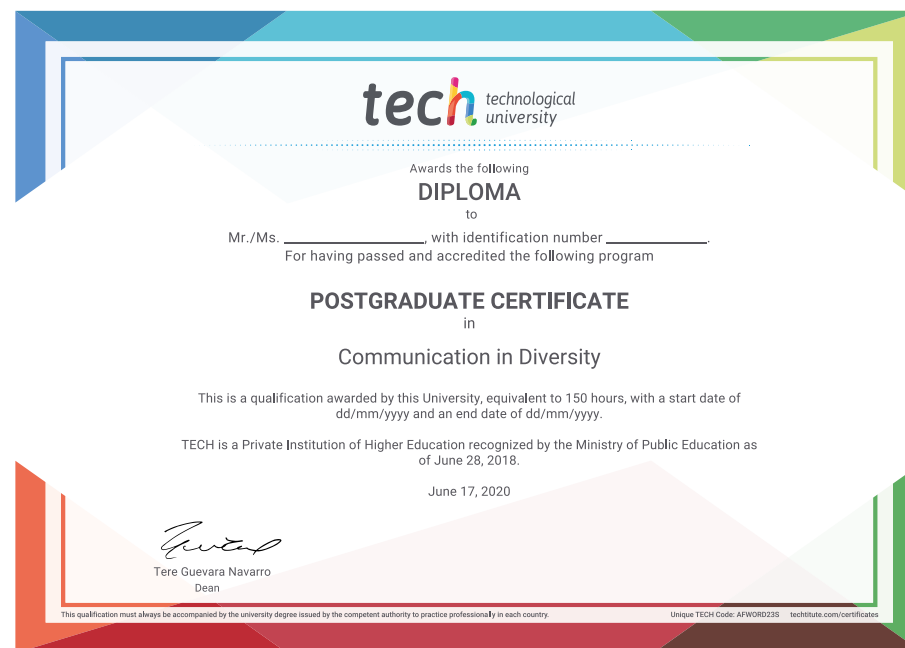 tech technological
university
Awards the following
DIPLOMA
to
Mr./Ms. ____________, with identification number ____________.
For having passed and accredited the following program
POSTGRADUATE CERTIFICATE
in
Communication in Diversity
This is a qualification awarded by this University, equivalent to 150 hours, with a start date of
dd/mm/yyyy and an end date of dd/mm/yyyy.
TECH is a Private Institution of Higher Education recognized by the Ministry of Public Education as
of June 28, 2018.
June 17, 2020
Tere Guevara Navarro
Dean
This qualification must always be accompanied by the university degree issued by the competent authority to practice professionally in each country. Unique TECH Code: AFWORD23S techtitute.com/certificates